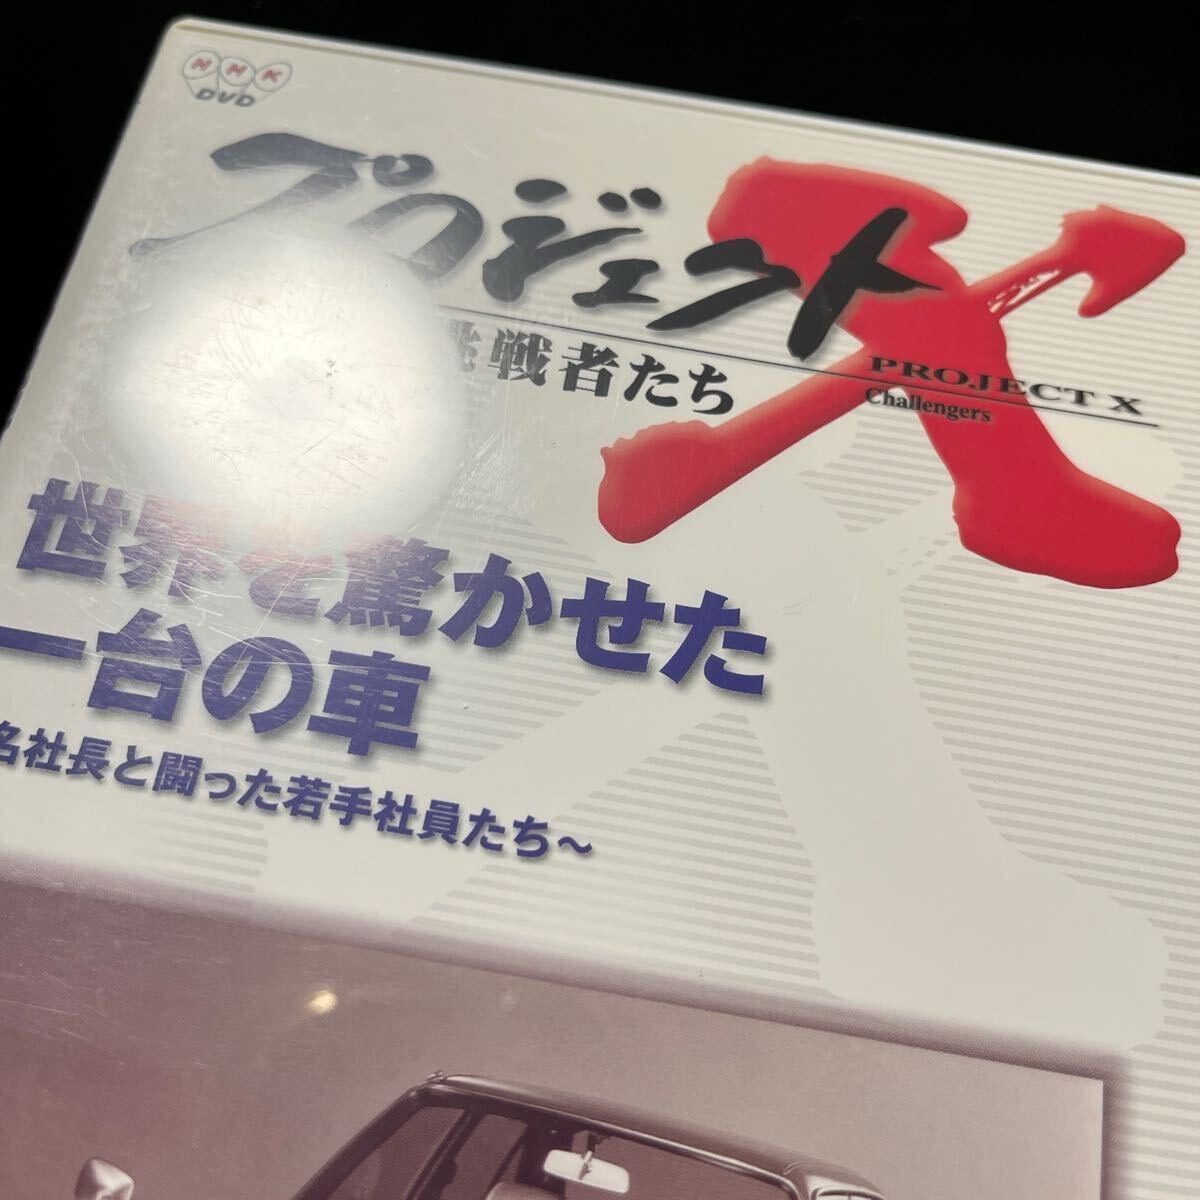 NHK
DVD
プロジェクトX
挑戦者たち
PROJECT X
Challengers
世界を驚かせた
一台の車
名社長と闘った若手社員たち～